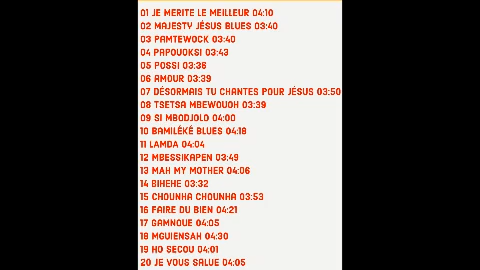 01 JE MERITE LE MEILLEUR 04:10
02 MAJESTY JÉSUS BLUES 03:40
03 PAMTEWOCK 03:40
04 PAPOUOKSI 03:43
05 POSSI 03:36
06 AMOUR 03:39
07 DÉSORMAIS TU CHANTES POUR JÉSUS 03:50
08 TSETSA MBEWOUOH 03:39
09 SI MBODJOLO 04:00
10 BAMILÉKÉ BLUES 04:18
11 LAMDA 04:04
12 MBESSIKAPEN 03:49
13 MAH MY MOTHER 04:06
14 BIHEHE 03:32
15 CHOUNHA CHOUNHA 03:53
16 FAIRE DU BIEN 04:21
17 GAMNOUE 04:05
18 MGUIENSAH 04:30
19 HO SECOU 04:01
20 JE VOUS SALUE 04:05